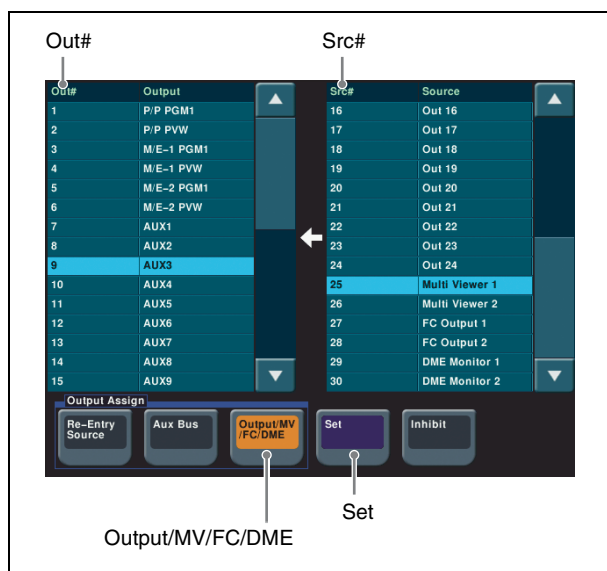 Out# Src#
Out# Output Src# Source
1 P/P PGM1 16 Out 16
2 P/P PVW 17 Out 17
3 M/E–1 PGM1 18 Out 18
4 M/E–1 PVW 19 Out 19
5 M/E–2 PGM1 20 Out 20
6 M/E–2 PVW 21 Out 21
7 AUX1 22 Out 22
8 AUX2 23 Out 23
9 AUX3 24 Out 24
10 AUX4 25 Multi Viewer 1
11 AUX5 26 Multi Viewer 2
12 AUX6 27 FC Output 1
13 AUX7 28 FC Output 2
14 AUX8 29 DME Monitor 1
15 AUX9 30 DME Monitor 2
Output Assign
Re–Entry Aux Bus Output/MV Set Inhibit
Source /FC/DME
Set
Output/MV/FC/DME